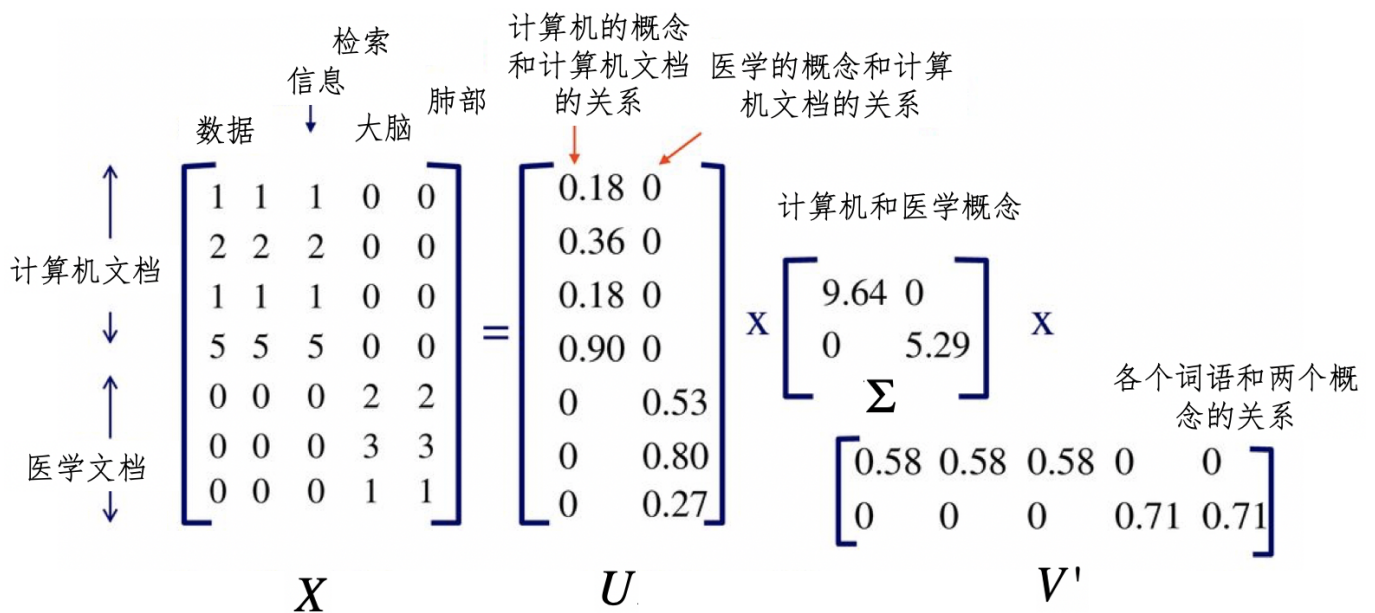 检索
信息
数据
大脑
肺部
计算机的概念
和计算机文档
的关系
医学的概念和计算
机文档的关系
计算机文档
医学文档
1 1 1 0 0
2 2 2 0 0
1 1 1 0 0
5 5 5 0 0
0 0 0 2 2
0 0 0 3 3
0 0 0 1 1
X
=
0.18 0
0.36 0
0.18 0
0.90 0
0 0.53
0 0.80
0 0.27
U
x
计算机和医学概念
9.64 0
0 5.29
Σ
x
各个词语和两个概
念的关系
0.58 0.58 0.58 0 0
0 0 0 0.71 0.71
V'